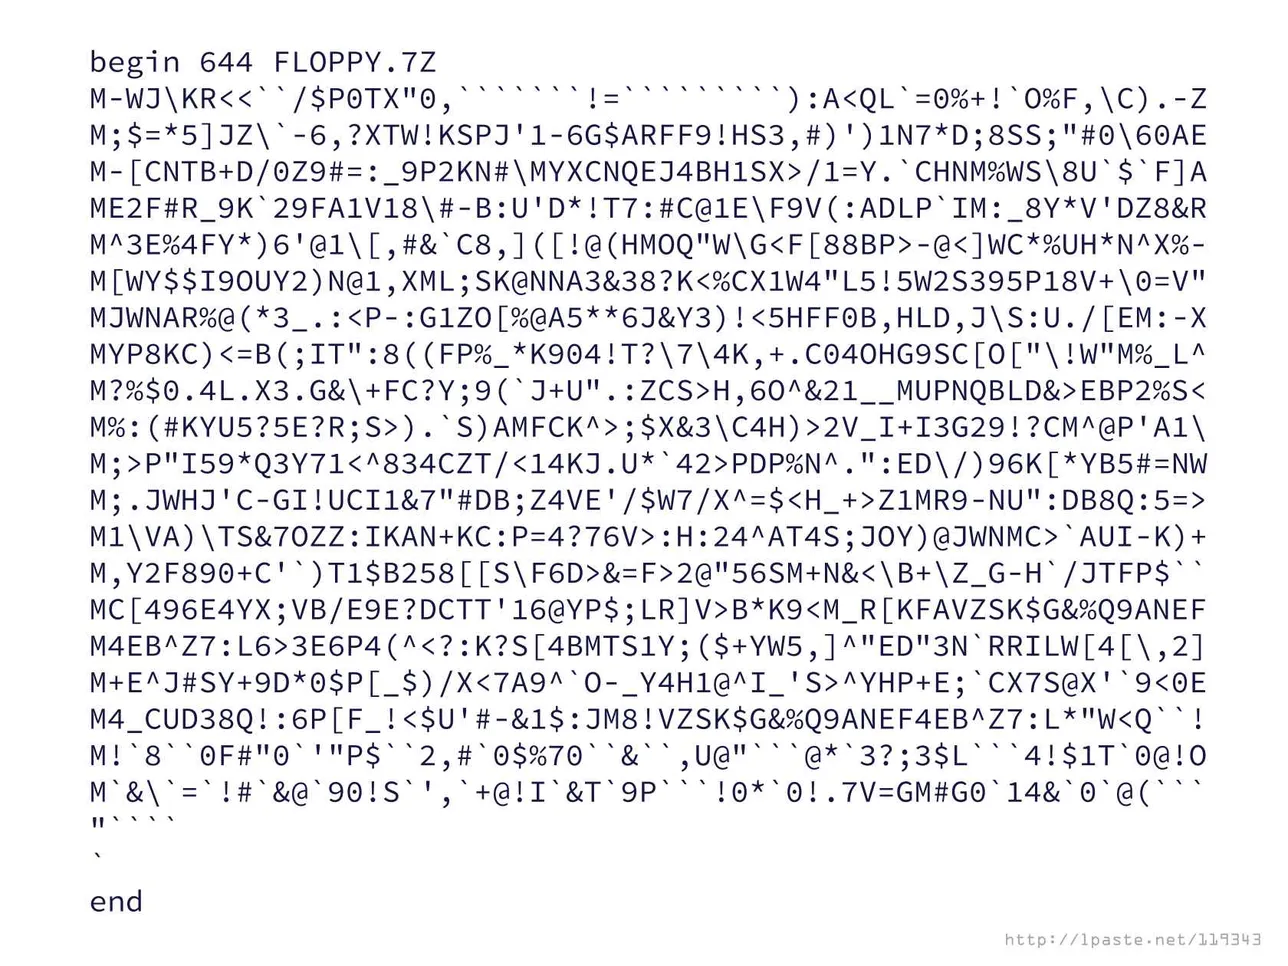 begin 644 FLOPPY.7Z
M-WJ\KR<<``/$P0TX"0,```````!=`````````):A<QL`=0%+!`O%F,\C).-Z
M;$=*5]JZ\`-6,?XTW!KSPJ'1-6G$ARFF9!HS3,#)')1N7*D;8SS;"#0\60AE
M-[CNTB+D/0Z9#=:_9P2KN#\MYXCNQEJ4BH1SX>/1=Y.`CHNM%WS\8U`$`F]A
ME2F#R_9K`29FA1V18\#-B:U'D*!T7:#C@1E\F9V(:ADLP`IM:_8Y*V'DZ8&R
M^3E%4FY*)6'@1\[,#&`C8,]([!@(HMOQ"W\G<F[88BP>-@<]WC*%UH*N^X%-
M[WY$$I9OUY2)N@1,XML;SK@NNA3&38?K<%CX1W4"L5!5W2S395P18V+\0=V"
MJWNAR%@(*3_.:<P-:G1ZO[%@A5**6J&Y3)!<5HFF0B,HLD,J\S:U./[EM:-X
MYP8KC)<=B(;IT":8((FP%_*K904!T?\7\4K,+.C04OHG9SC[O["\!W"M%_L^
M?%$0.4L.X3.G&\+FC?Y;9(`J+U".:ZCS>H,6O^&21__MUPNQBLD&>EBP2%S<
M%:(#KYU5?5E?R;S>).`S)AMFCK^>;$X&3\C4H)>2V_I+I3G29!?CM^@P'A1\
M;>P"I59*Q3Y71<^834CZT/<14KJ.U*`42>PDP%N^.":ED\/)96K[*YB5#=NW
M;.JWHJ'C-GI!UCI1&7"#DB;Z4VE'/$W7/X^=$<H_+>Z1MR9-NU":DB8Q:5=>
M1\VA)\TS&7OZZ:IKAN+KC:P=4?76V>:H:24^AT4S;JOY)@JWNMC>`AUI-K)+
M,Y2F890+C'`)T1$B258[[S\F6D>&=F>2@"56SM+N&<\B+\Z_G-H`/JTFP$``
MC[496E4YX;VB/E9E?DCTT'16@YP$;LR]V>B*K9<M_R[KFAVZSK$G&%Q9ANEF
M4EB^Z7:L6>3E6P4(^<?:K?S[4BMTS1Y;($+YW5,]^"ED"3N`RRILW[4[\,2]
M+E^J#SY+9D*0$P[_$)/X<7A9^`O-_Y4H1@^I_'S>^YHP+E;`CX7S@X'`9<0E
M4_CUD38Q!:6P[F_!<$U'#-&1$:JM8!VZSK$G&%Q9ANEF4EB^Z7:L*"W<Q``!
M!`8``0F#"0`'"P$``2,#`0$%70``&``,U@"```@*`3?;3$L```4!$1T`0@!O
M`&\`=`!#`&@`90!S`',`+@!I`&T`9P```!0*`0!.7V=GM#G0`14&`0`@(```
"````
`
end
http://lpaste.net/119343